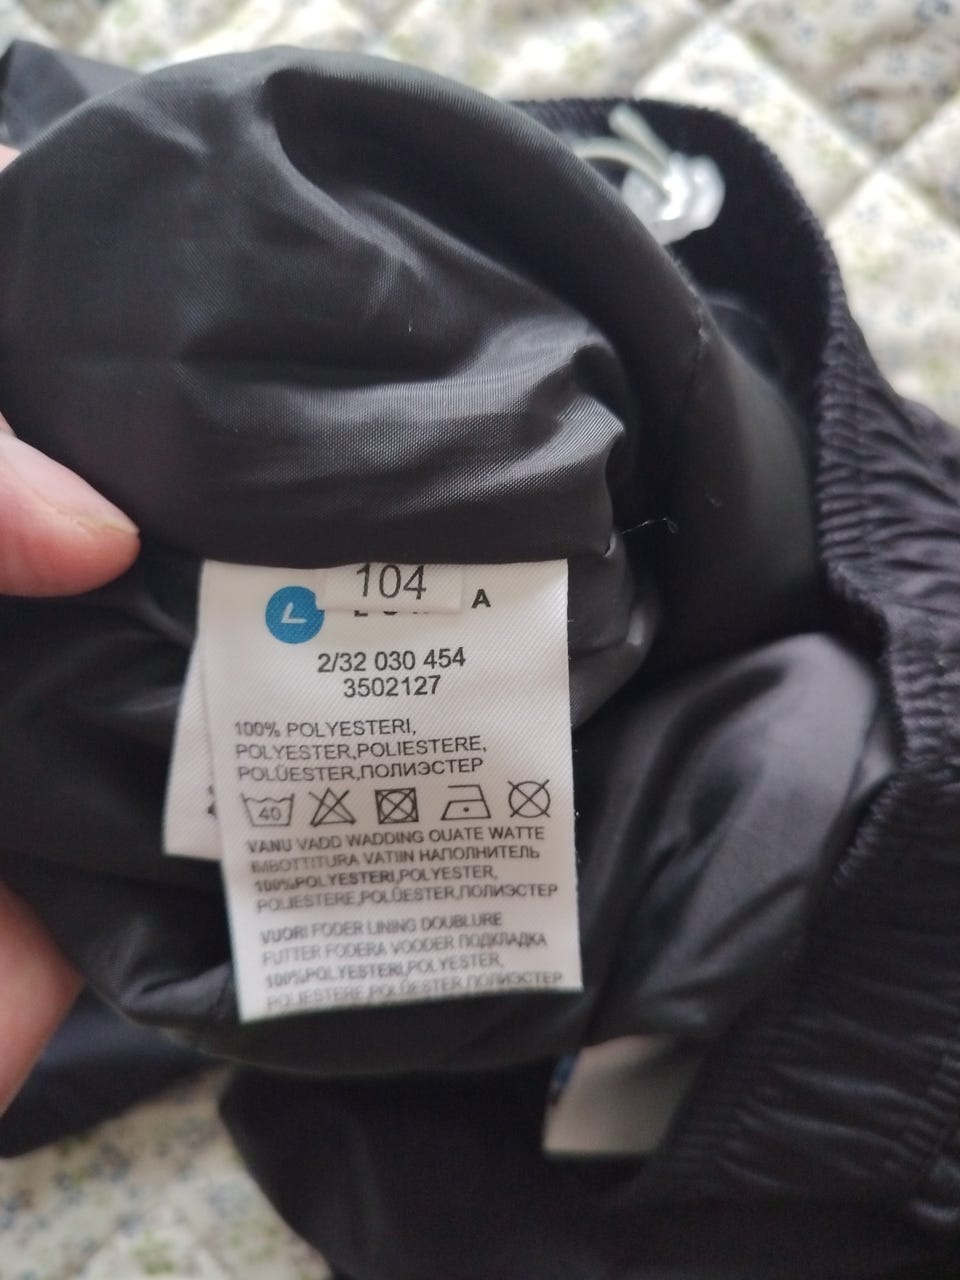 104
A
2/32 030 454
3502127
100% POLYESTERI,
POLYESTER,POLIESTERE,
POLÜESTER,ПОЛИЭСТЕР
40
VANU VADD WADDING OUATE WATTE
IMBOTTITURA VATIIN НАПОЛНИТЕЛЬ
100%POLYESTERI,POLYESTER,
POLIESTERE,POLÜESTER,ПОЛИЭСТЕР
VUORI FODER LINING DOUBLURE
FUTTER FODERA VOODER ПОДКЛАДКА
100%POLYESTERI,POLYESTER,
POLIESTERE,POLÜESTER,ПОЛИЭСТЕР